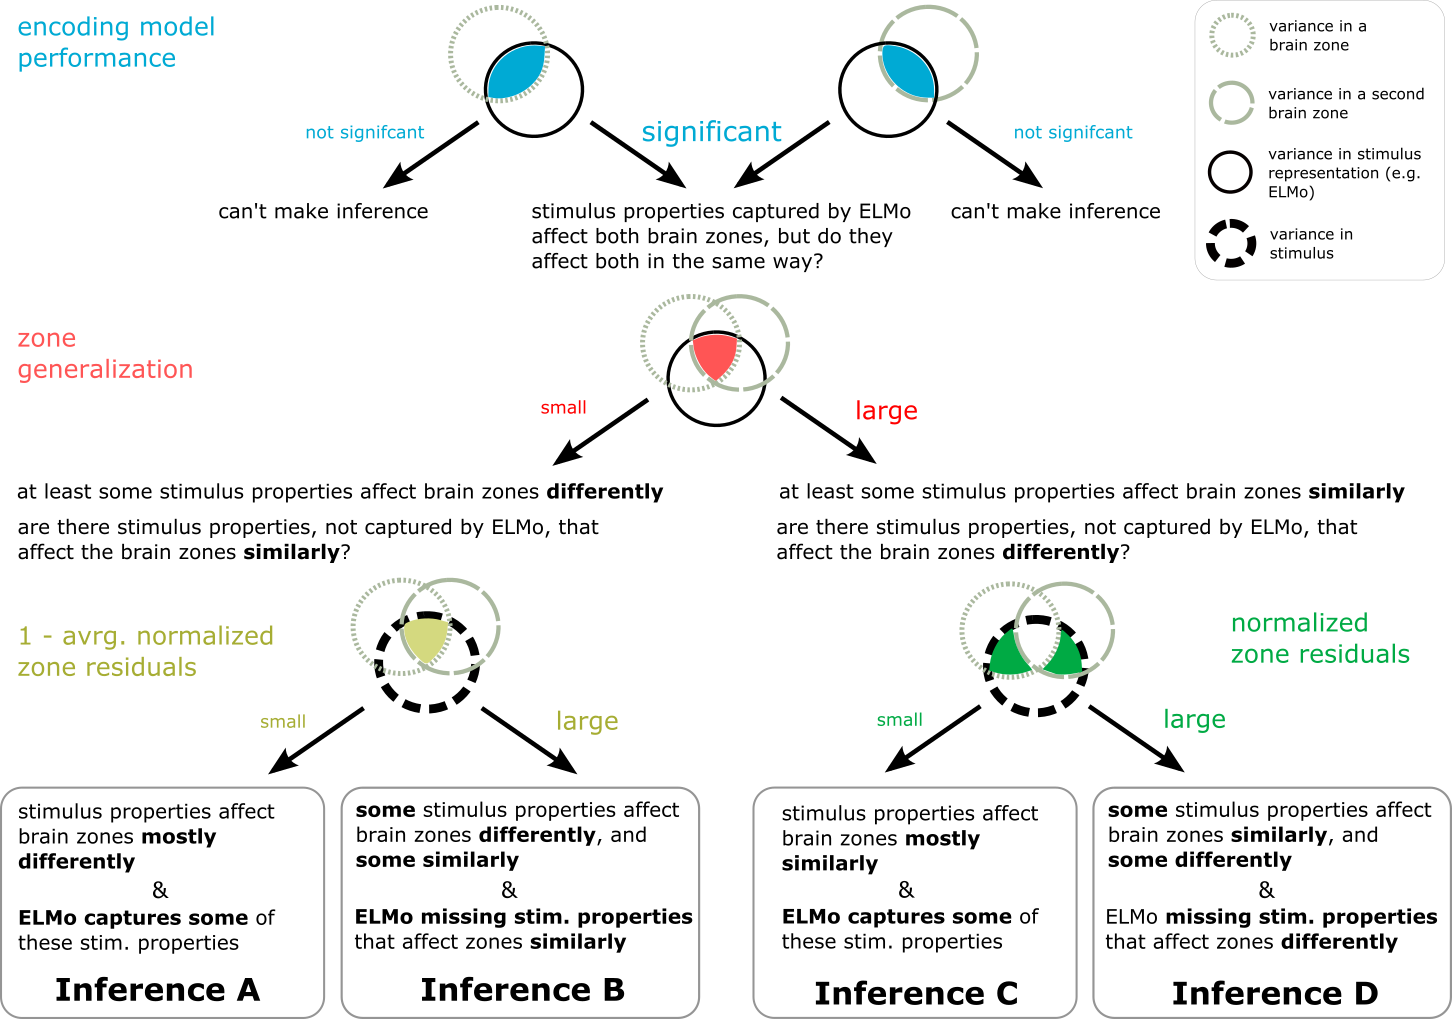 encoding model
performance
variance in a
brain zone
variance in a second
brain zone
variance in stimulus
representation (e.g.
ELMo)
variance in
stimulus
not signifcant
significant
not signifcant
can't make inference
stimulus properties captured by ELMo
affect both brain zones, but do they
affect both in the same way?
can't make inference
zone
generalization
small
large
at least some stimulus properties affect brain zones differently
are there stimulus properties, not captured by ELMo, that
affect the brain zones similarly?
at least some stimulus properties affect brain zones similarly
are there stimulus properties, not captured by ELMo, that
affect the brain zones differently?
1 - avrg. normalized
zone residuals
normalized
zone residuals
small
large
small
large
stimulus properties affect
brain zones mostly
differently
&
ELMo captures some of
these stim. properties
Inference A
some stimulus properties affect
brain zones differently, and
some similarly
&
ELMo missing stim. properties
that affect zones similarly
Inference B
stimulus properties affect
brain zones mostly
similarly
&
ELMo captures some of
these stim. properties
Inference C
some stimulus properties affect
brain zones similarly, and
some differently
&
ELMo missing stim. properties
that affect zones differently
Inference D